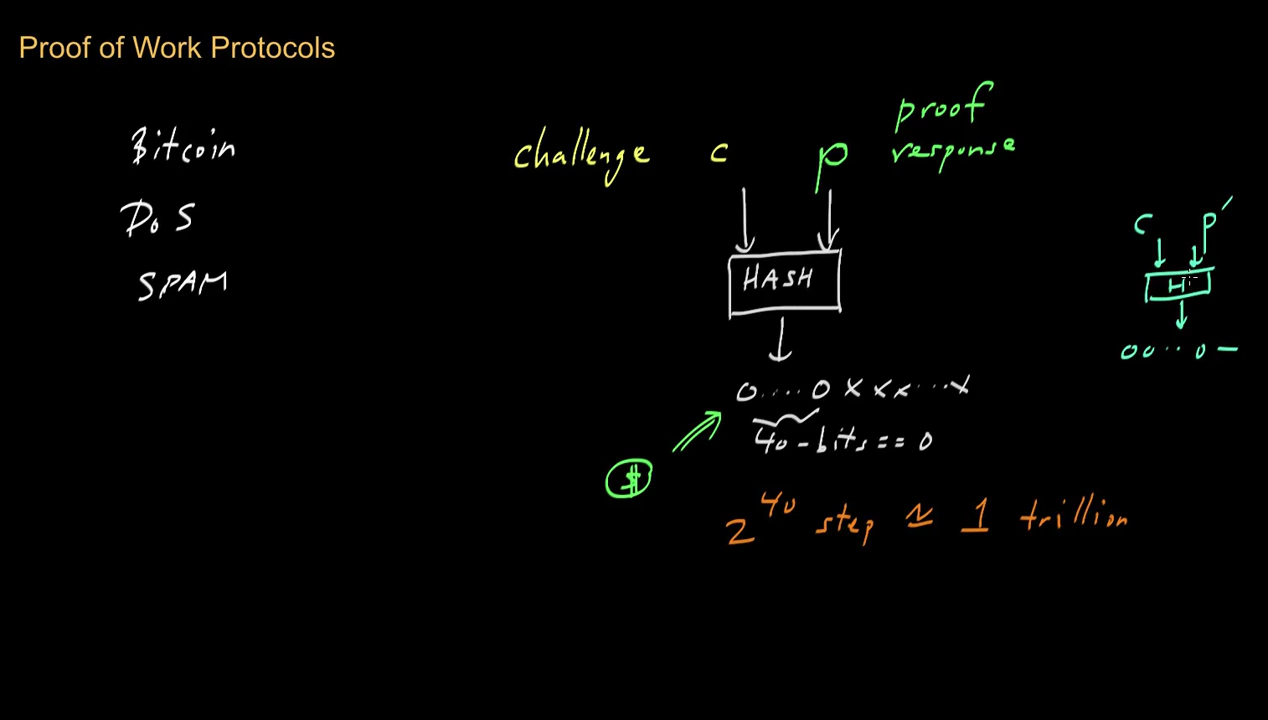 Proof of Work Protocols
Bitcoin
DoS
SPAM
challenge c p proof
response
HASH
0....0 x x x...x
40-bits == 0
$
2^40 step ≈ 1 trillion
c p'
H
00...0 –